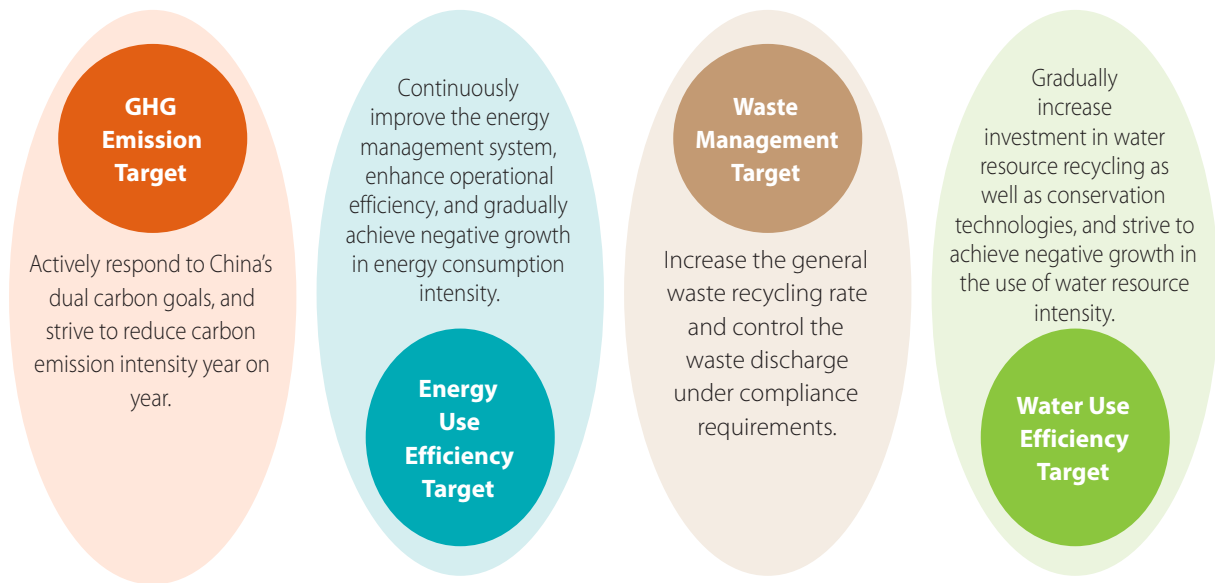 GHG
Emission
Target
Actively respond to China's
dual carbon goals, and
strive to reduce carbon
emission intensity year on
year.
Continuously
improve the energy
management system,
enhance operational
efficiency, and gradually
achieve negative growth
in energy consumption
intensity.
Energy
Use
Efficiency
Target
Waste
Management
Target
Increase the general
waste recycling rate
and control the
waste discharge
under compliance
requirements.
Gradually
increase
investment in water
resource recycling as
well as conservation
technologies, and strive to
achieve negative growth in
the use of water resource
intensity.
Water Use
Efficiency
Target